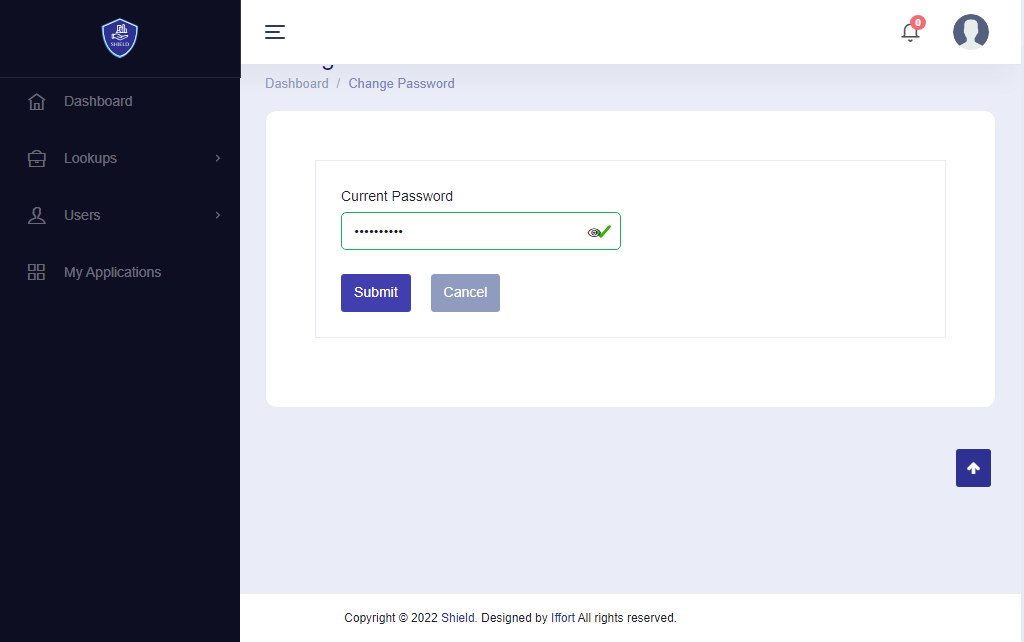 SHIELD
0
Dashboard / Change Password
Dashboard
Lookups
Users
My Applications
Current Password
••••••••••
Submit
Cancel
Copyright © 2022 Shield. Designed by Iffort All rights reserved.